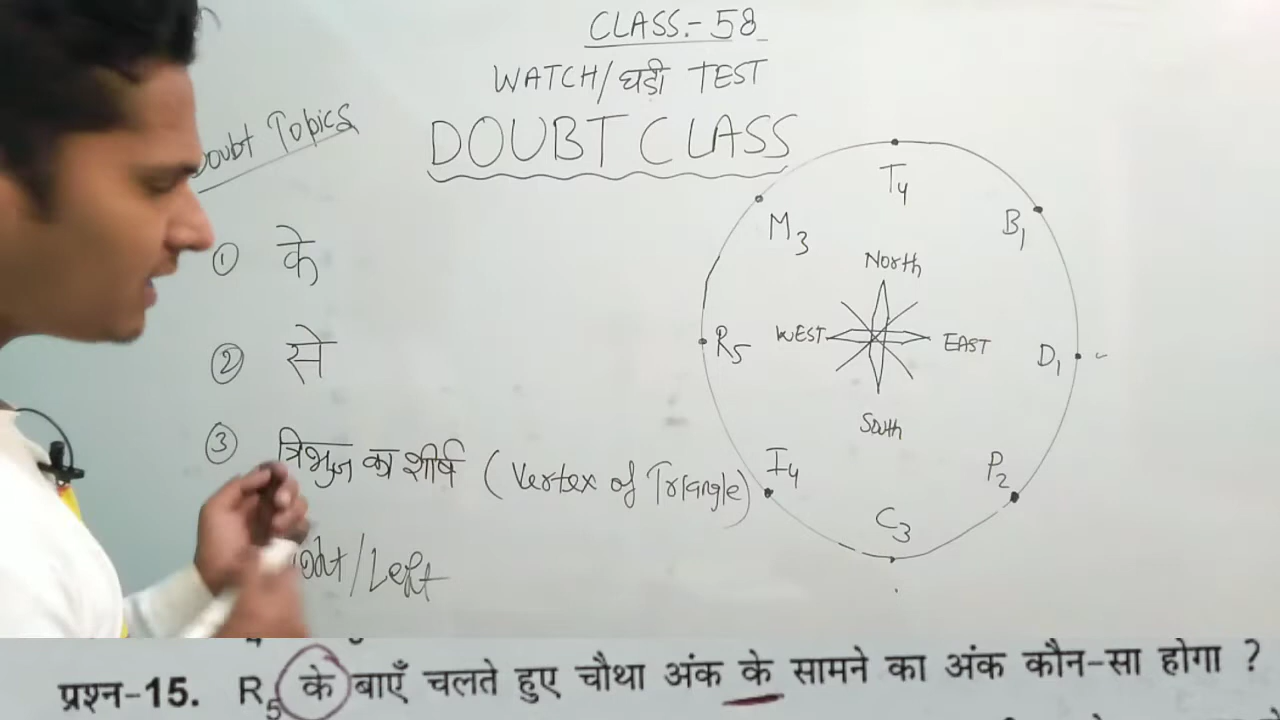 CLASS.- 58
WATCH/घड़ी TEST
DOUBT CLASS
Doubt Topics
① के
② से
③ त्रिभुज का शीर्ष (Vertex of Triangle)
/Left
T4
B1
M3
North
WEST
EAST
R5
D1
South
I4
P2
C3
प्रश्न-15. R5 के बाएँ चलते हुए चौथा अंक के सामने का अंक कौन-सा होगा ?